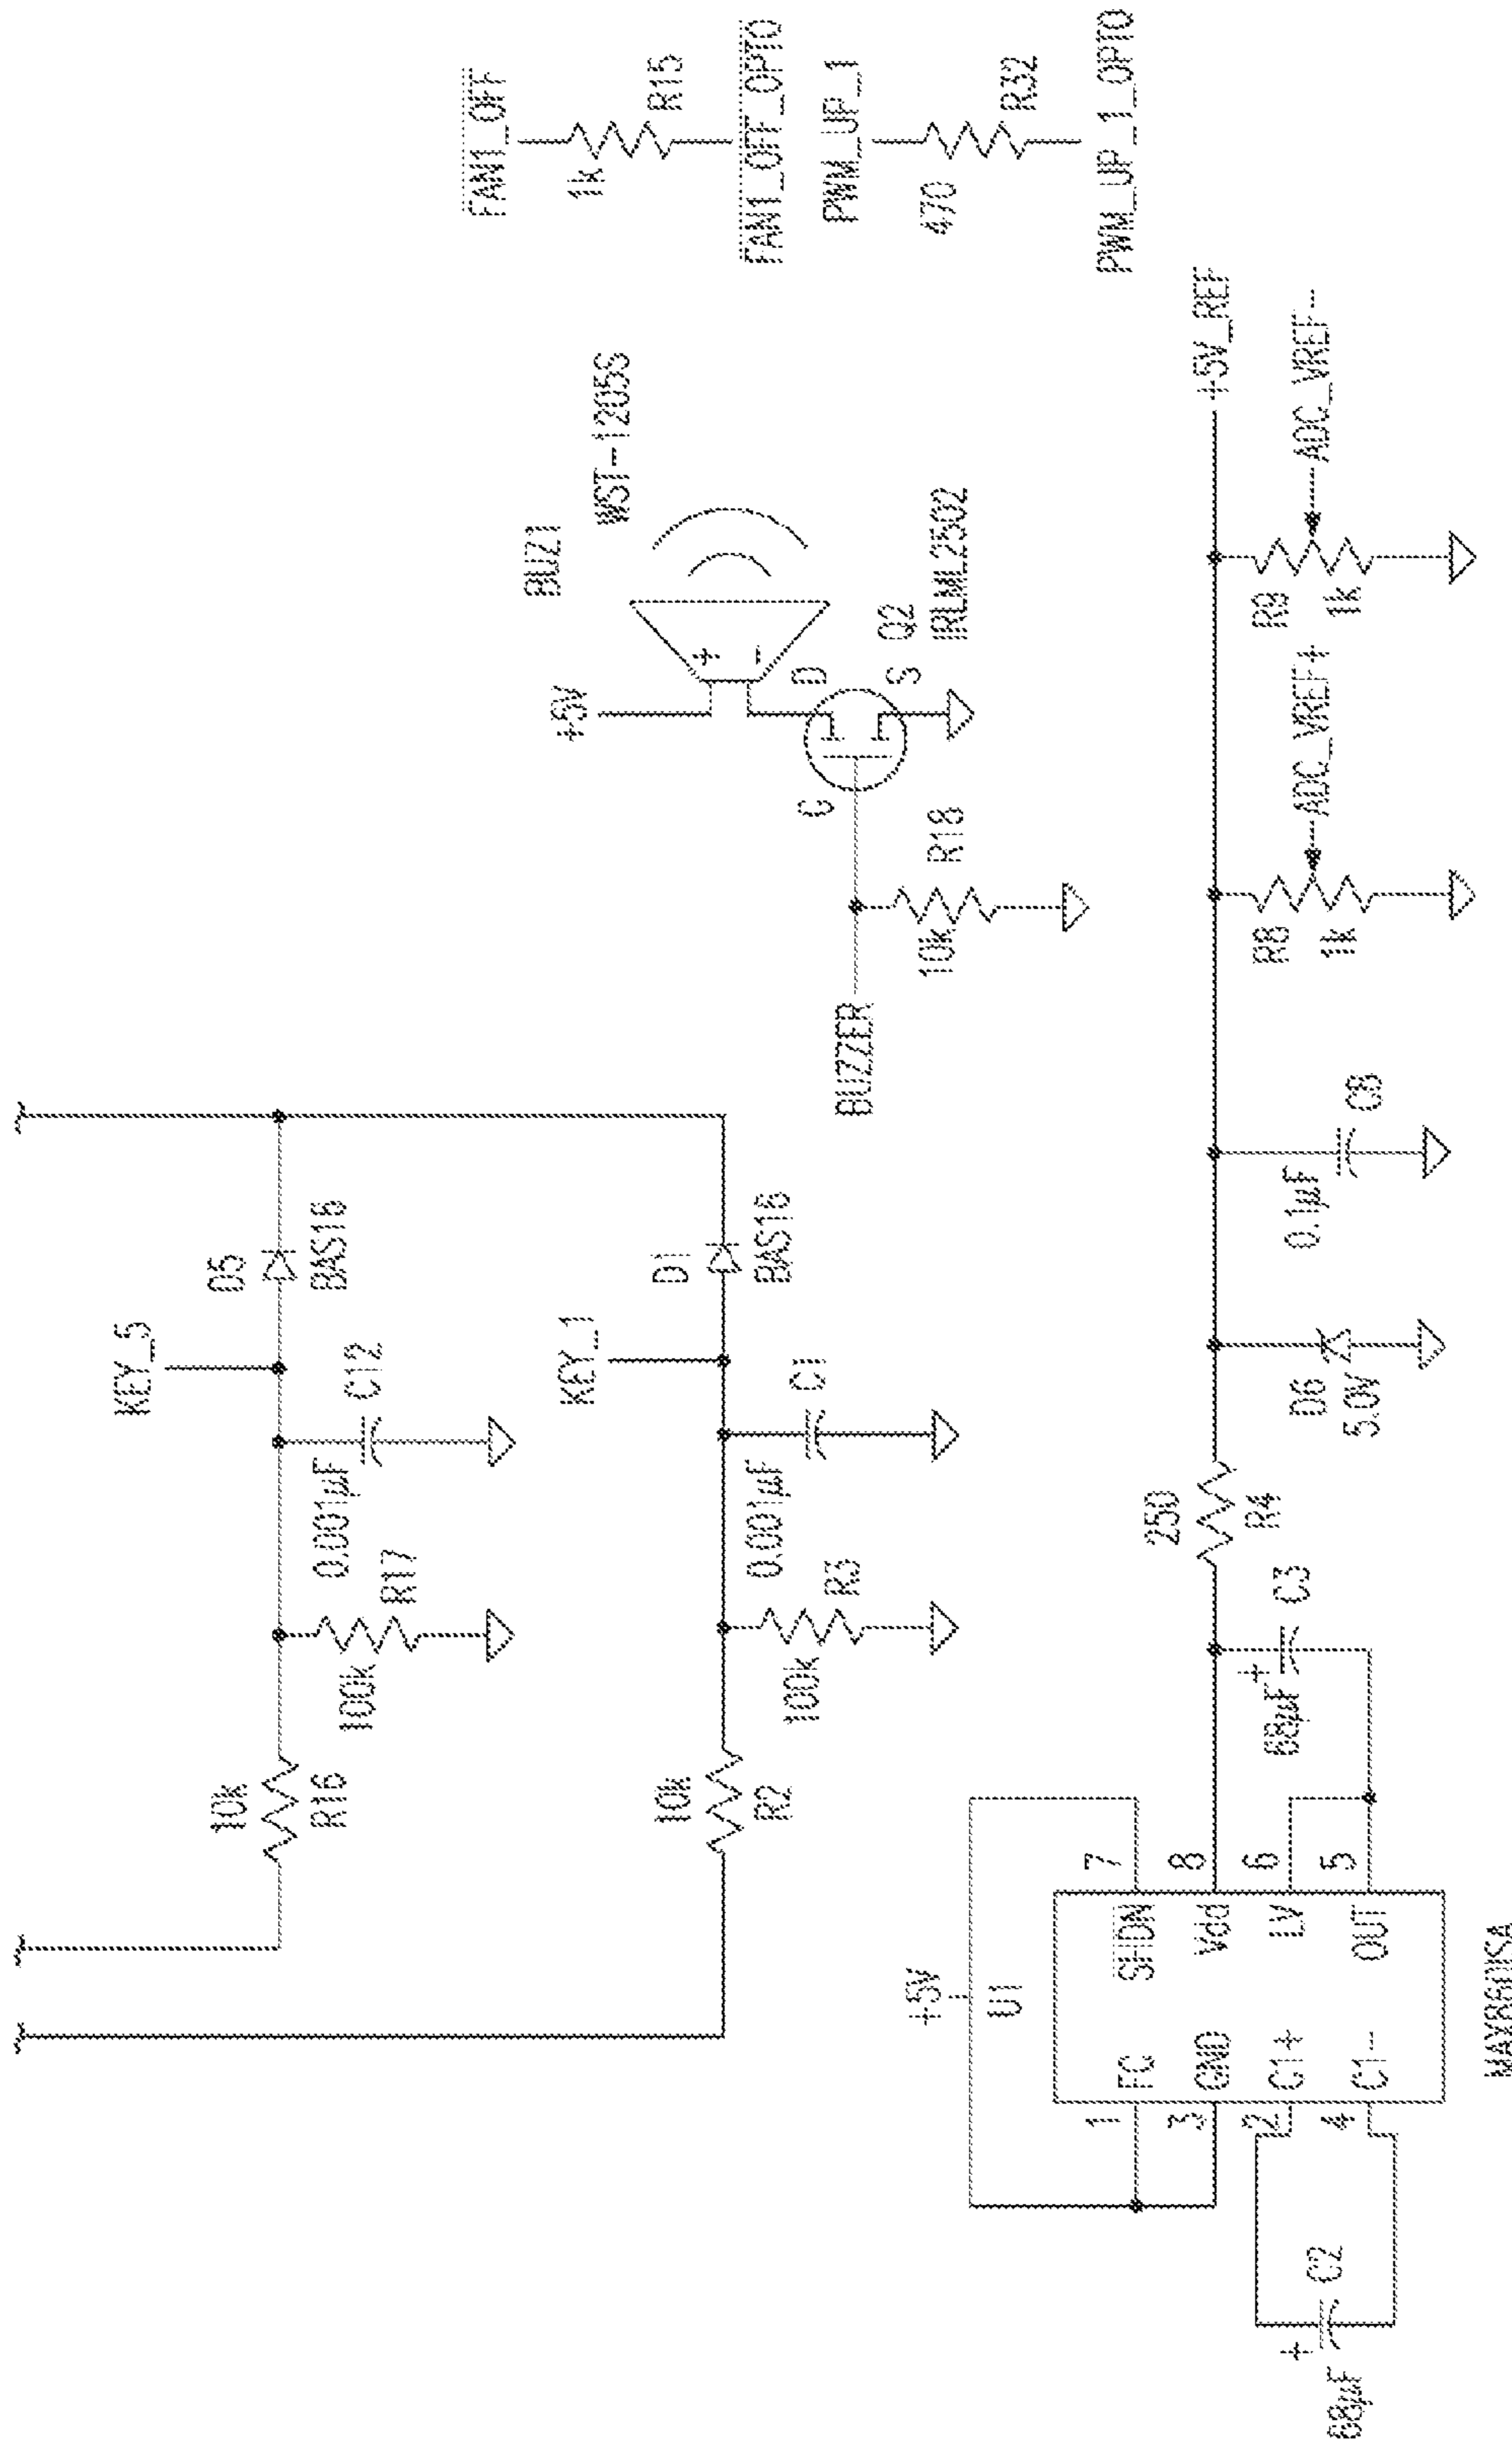 KEY_5
D5
BAS16
10k
R16
100k
R17
0.001µF
C12
KEY_1
D1
BAS16
10k
R2
100k
R3
0.001µF
C1
FAN1_OFF
1k
R15
FAN1_OFF_OPTO
PWM_UP_1
470
R32
PWM_UP_1_OPTO
BUZ1
WST-1205S
+5V
+
-
D
G
S
Q2
IRLML2502
BUZZER
10k
R18
+5V
U1
1 FC SHDN 7
3 GND Vdd 8
2 C1+ LV 6
4 C1- OUT 5
MAX860ISA
+
68µF
C2
+
68µF
C3
250
R4
D6
5.0V
0.1µF
C8
R8
1k
ADC_VREF+
R9
1k
ADC_VREF-
+5V_REF